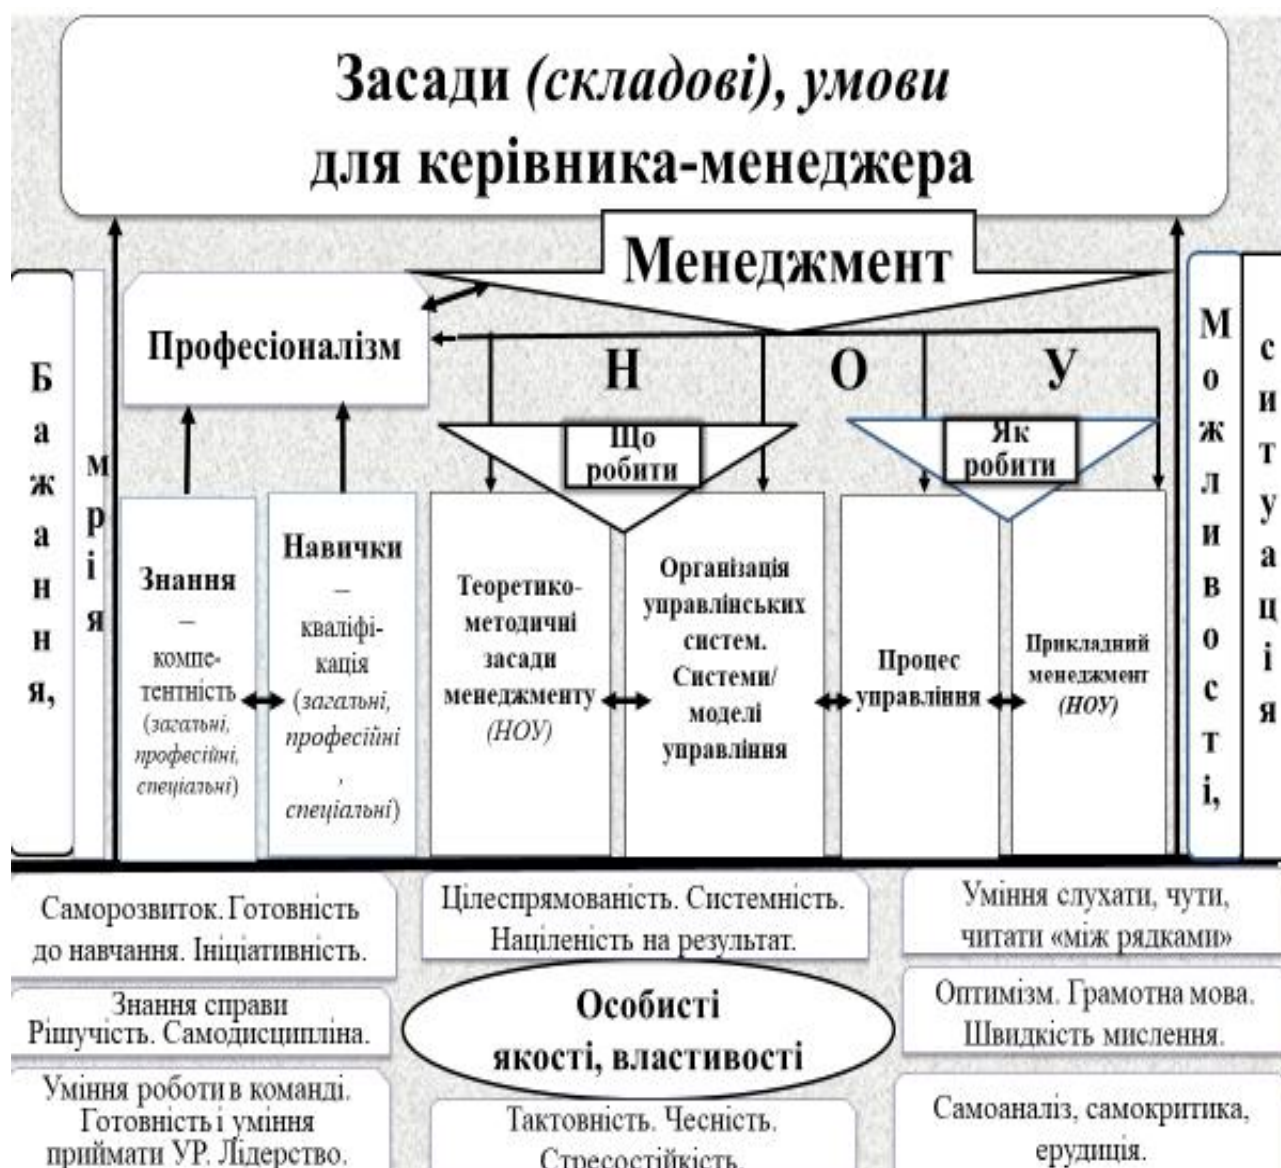 Засади (складові), умови
для керівника-менеджера
Менеджмент
Бажання,
мрія
Професіоналізм
Н О У
Що
робити
Як
робити
Знання
–
компе-
тентність
(загальні,
професійні,
спеціальні)
Навички
–
кваліфі-
кація
(загальні,
професійні
,
спеціальні)
Теоретико-
методичні
засади
менеджменту
(НОУ)
Організація
управлінських
систем.
Системи/
моделі
управління
Процес
управління
Прикладний
менеджмент
(НОУ)
Можливості,
ситуація
Саморозвиток. Готовність
до навчання. Ініціативність.
Цілеспрямованість. Системність.
Націленість на результат.
Уміння слухати, чути,
читати «між рядками»
Знання справи
Рішучість. Самодисципліна.
Особисті
якості, властивості
Оптимізм. Грамотна мова.
Швидкість мислення.
Уміння роботи в команді.
Готовність і уміння
приймати УР. Лідерство.
Тактовність. Чесність.
Стресостійкість.
Самоаналіз, самокритика,
ерудиція.